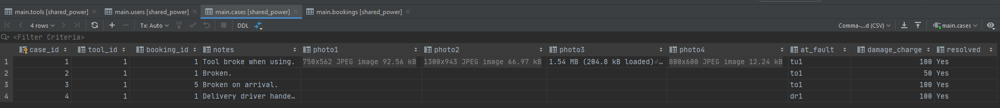 main.tools [shared_power] main.users [shared_power] main.cases [shared_power] main.bookings [shared_power]
4 rows Tx: Auto DB DDL Comma-...d (CSV) main.cases
<Filter Criteria>
case_id tool_id booking_id notes photo1 photo2 photo3 photo4 at_fault damage_charge resolved
1 1 1 1 Tool broke when using. 750x562 JPEG image 92.56 kB 1300x943 JPEG image 66.97 kB 1.54 MB (204.8 kB loaded)⏎… 800x600 JPEG image 12.24 kB tu1 100 Yes
2 2 1 1 Broken. to1 50 Yes
3 3 1 5 Broken on arrival. to1 100 Yes
4 4 1 1 Delivery driver hande… dr1 100 Yes